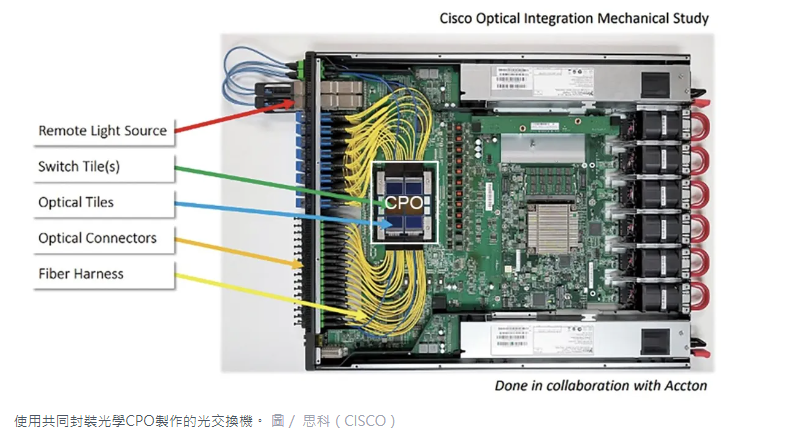 Cisco Optical Integration Mechanical Study
Remote Light Source
Switch Tile(s)
Optical Tiles
Optical Connectors
Fiber Harness
CPO
Done in collaboration with Accton
使用共同封裝光學CPO製作的光交換機。 圖／ 思科（CISCO）